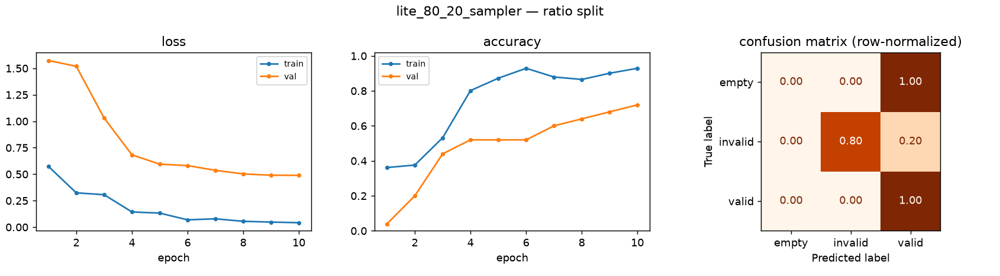 lite_80_20_sampler — ratio split
loss
1.50
1.25
1.00
0.75
0.50
0.25
0.00
train
val
2 4 6 8 10
epoch
accuracy
1.0
0.8
0.6
0.4
0.2
0.0
train
val
2 4 6 8 10
epoch
confusion matrix (row-normalized)
True label
empty 0.00 0.00 1.00
invalid 0.00 0.80 0.20
valid 0.00 0.00 1.00
empty invalid valid
Predicted label